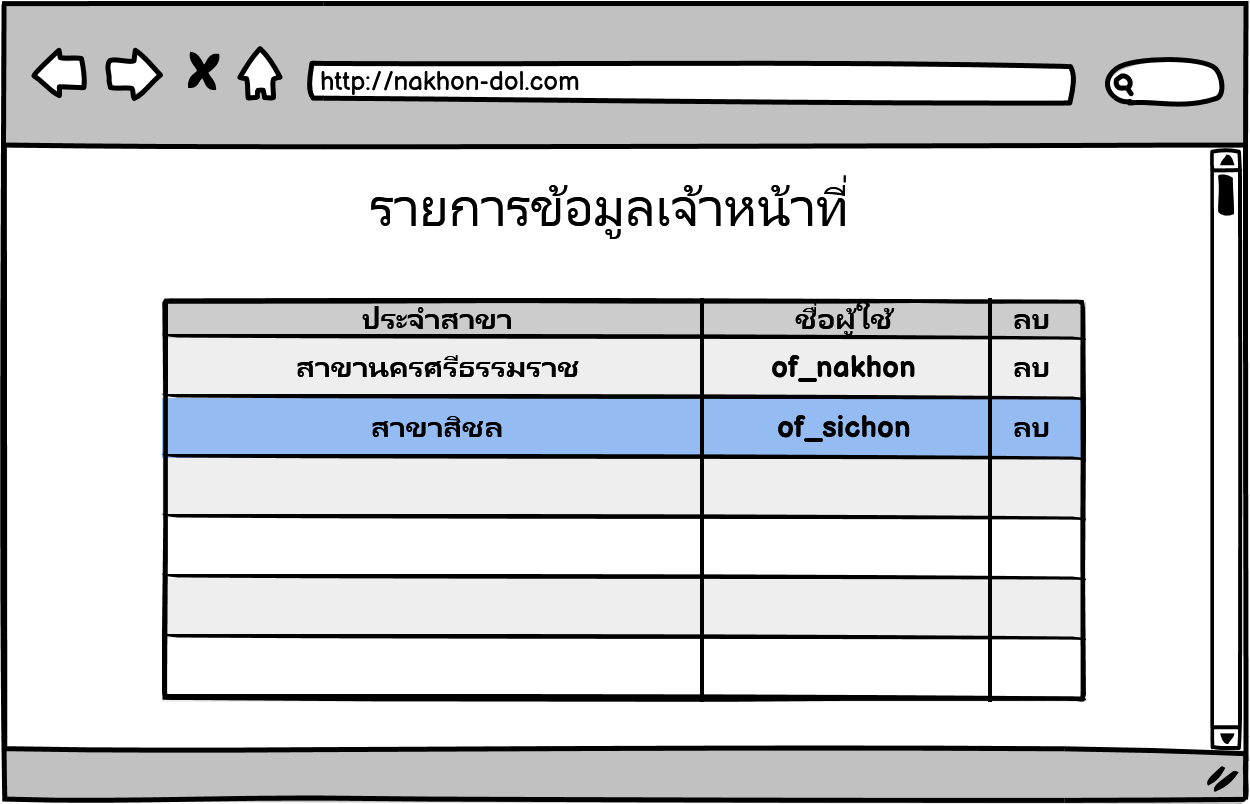 http://nakhon-dol.com
รายการข้อมูลเจ้าหน้าที่
ประจำสาขา ชื่อผู้ใช้ ลบ
สาขานครศรีธรรมราช of_nakhon ลบ
สาขาสิชล of_sichon ลบ